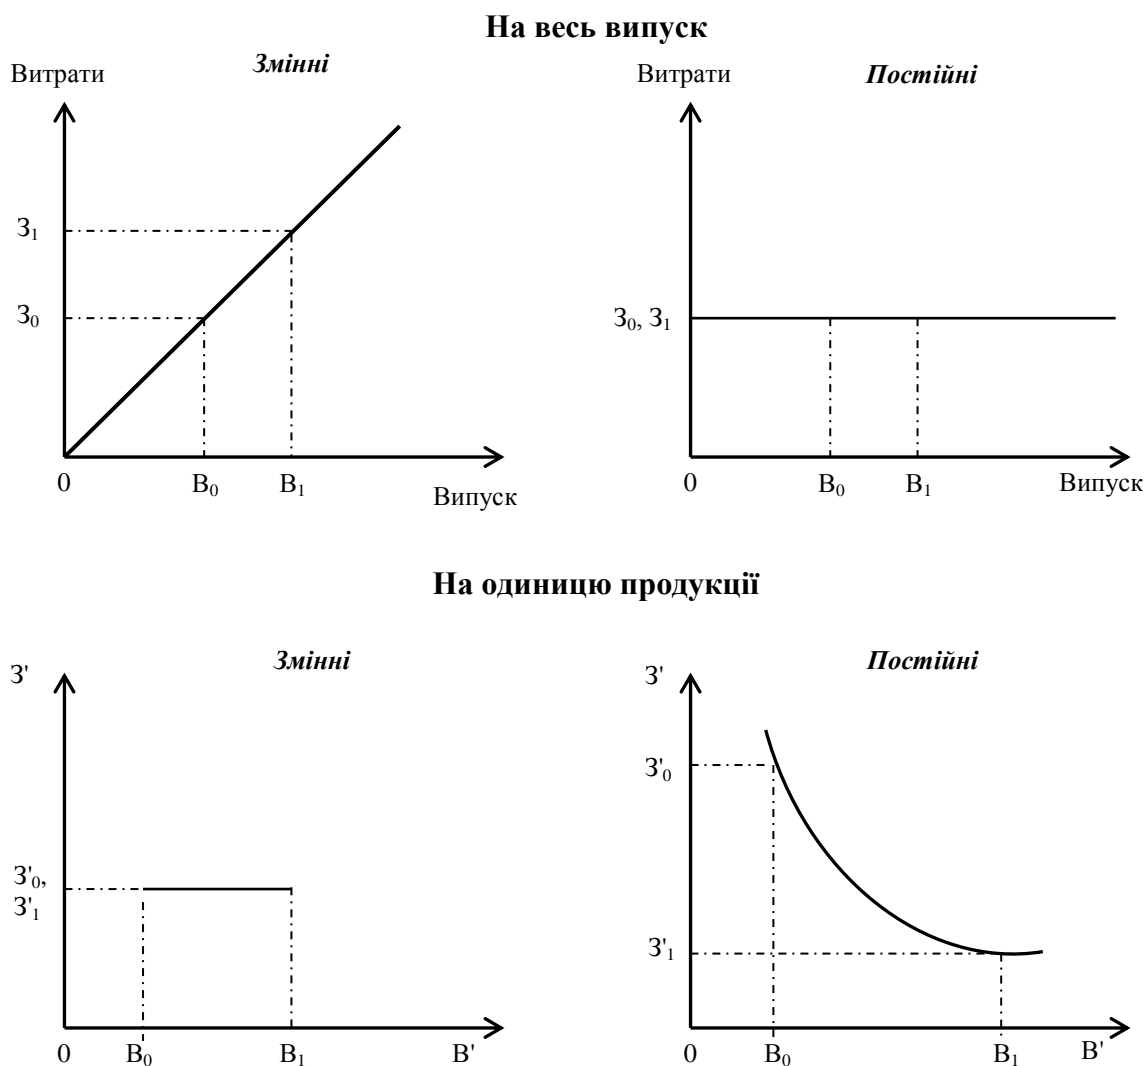 На весь випуск
Змінні
Постійні
Витрати
Витрати
З₁
З₀
З₀, З₁
0
В₀
В₁
Випуск
0
В₀
В₁
Випуск
На одиницю продукції
Змінні
Постійні
З'
З'
З'₀
З'₀,
З'₁
З'₁
0
В₀
В₁
В'
0
В₀
В₁
В'